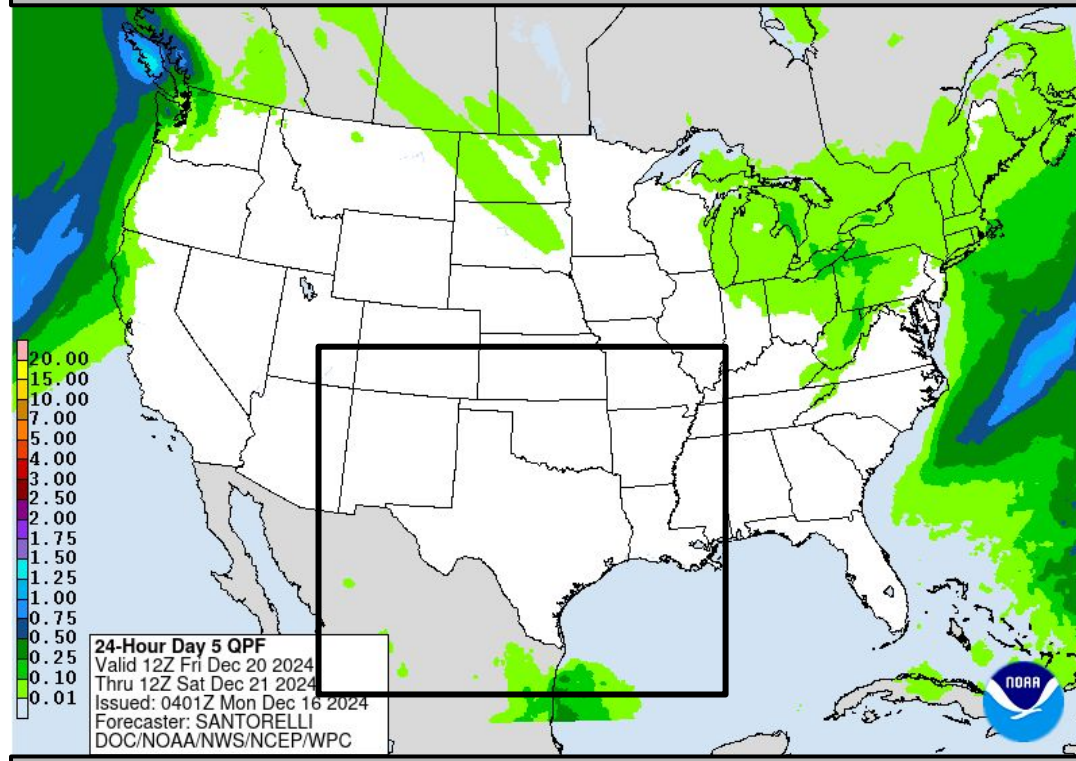 20.00
15.00
10.00
7.00
5.00
4.00
3.00
2.50
2.00
1.75
1.50
1.25
1.00
0.75
0.50
0.25
0.10
0.01
24-Hour Day 5 QPF
Valid 12Z Fri Dec 20 2024
Thru 12Z Sat Dec 21 2024
Issued: 0401Z Mon Dec 16 2024
Forecaster: SANTORELLI
DOC/NOAA/NWS/NCEP/WPC
NOAA